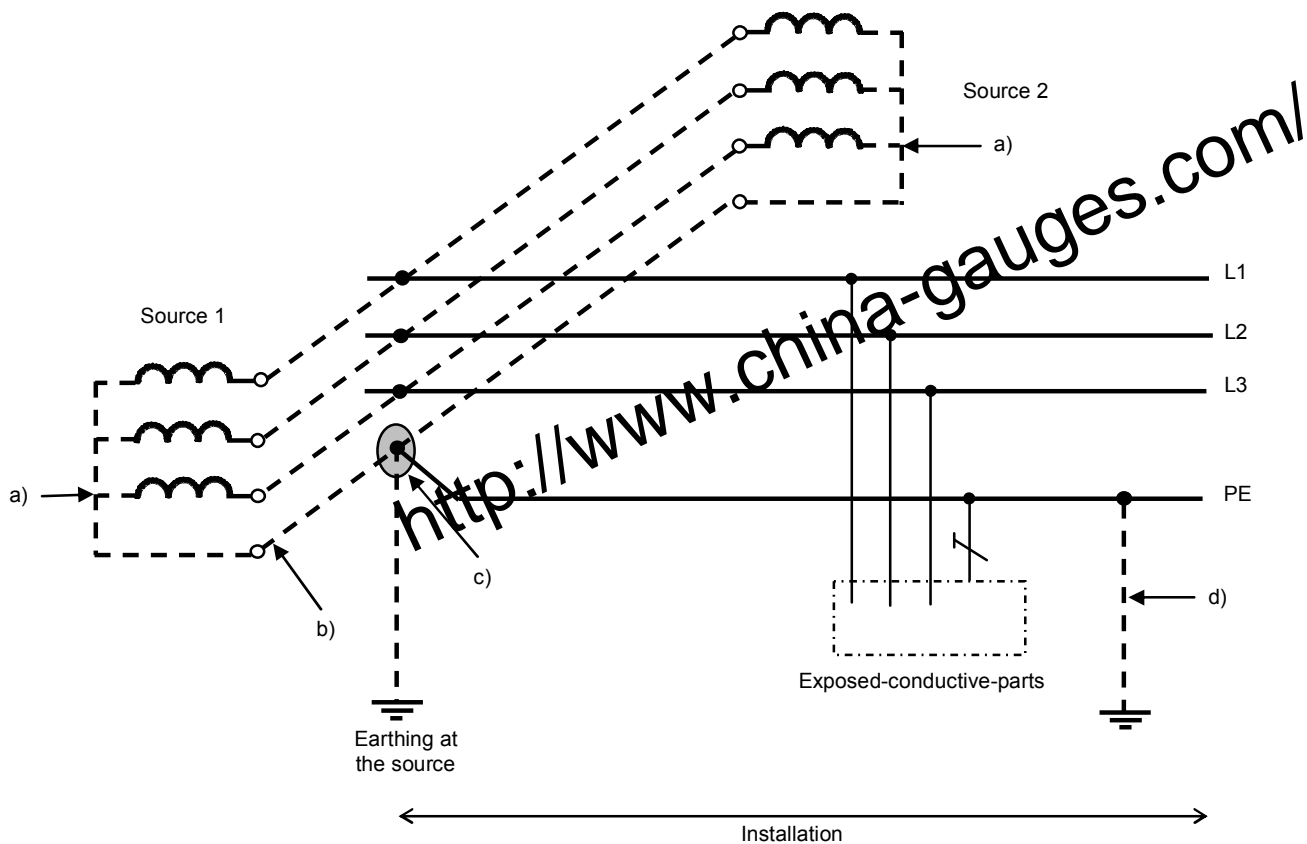 Source 2
a)
L1
Source 1
L2
L3
a)
PE
c)
d)
b)
Exposed-conductive-parts
Earthing at
the source
Installation
http://www.china-gauges.com/